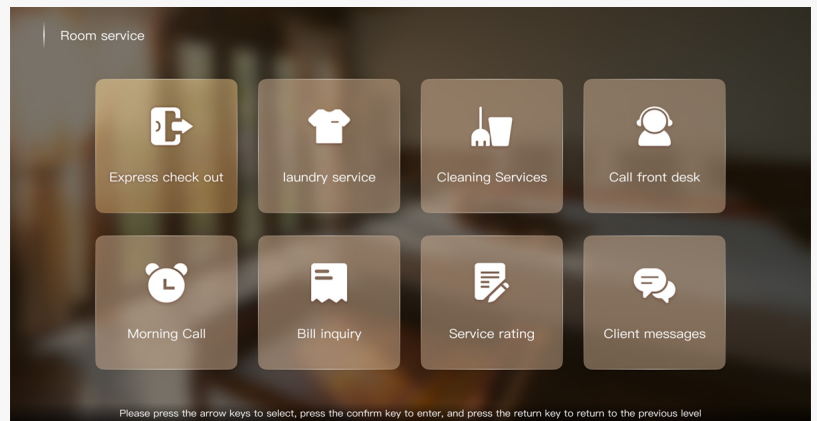 Room service
Express check out
laundry service
Cleaning Services
Call front desk
Morning Call
Bill inquiry
Service rating
Client messages
Please press the arrow keys to select, press the confirm key to enter, and press the return key to return to the previous level